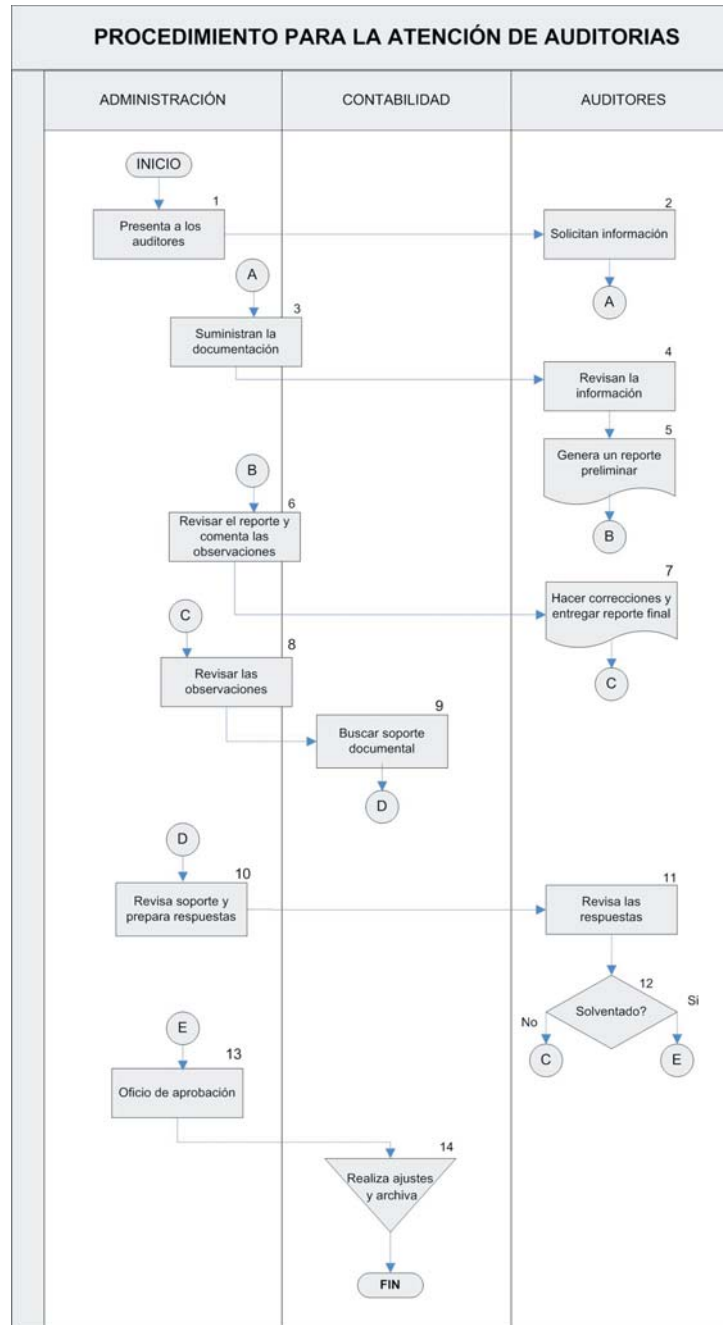 PROCEDIMIENTO PARA LA ATENCIÓN DE AUDITORIAS
ADMINISTRACIÓN
CONTABILIDAD
AUDITORES
INICIO
1
Presenta a los
auditores
2
Solicitan información
A
A
3
Suministran la
documentación
4
Revisan la
información
5
Genera un reporte
preliminar
B
B
6
Revisar el reporte y
comenta las
observaciones
7
Hacer correcciones y
entregar reporte final
C
C
8
Revisar las
observaciones
9
Buscar soporte
documental
D
D
10
Revisa soporte y
prepara respuestas
11
Revisa las
respuestas
12
Solventado?
No
Si
C
E
E
13
Oficio de aprobación
14
Realiza ajustes
y archiva
FIN